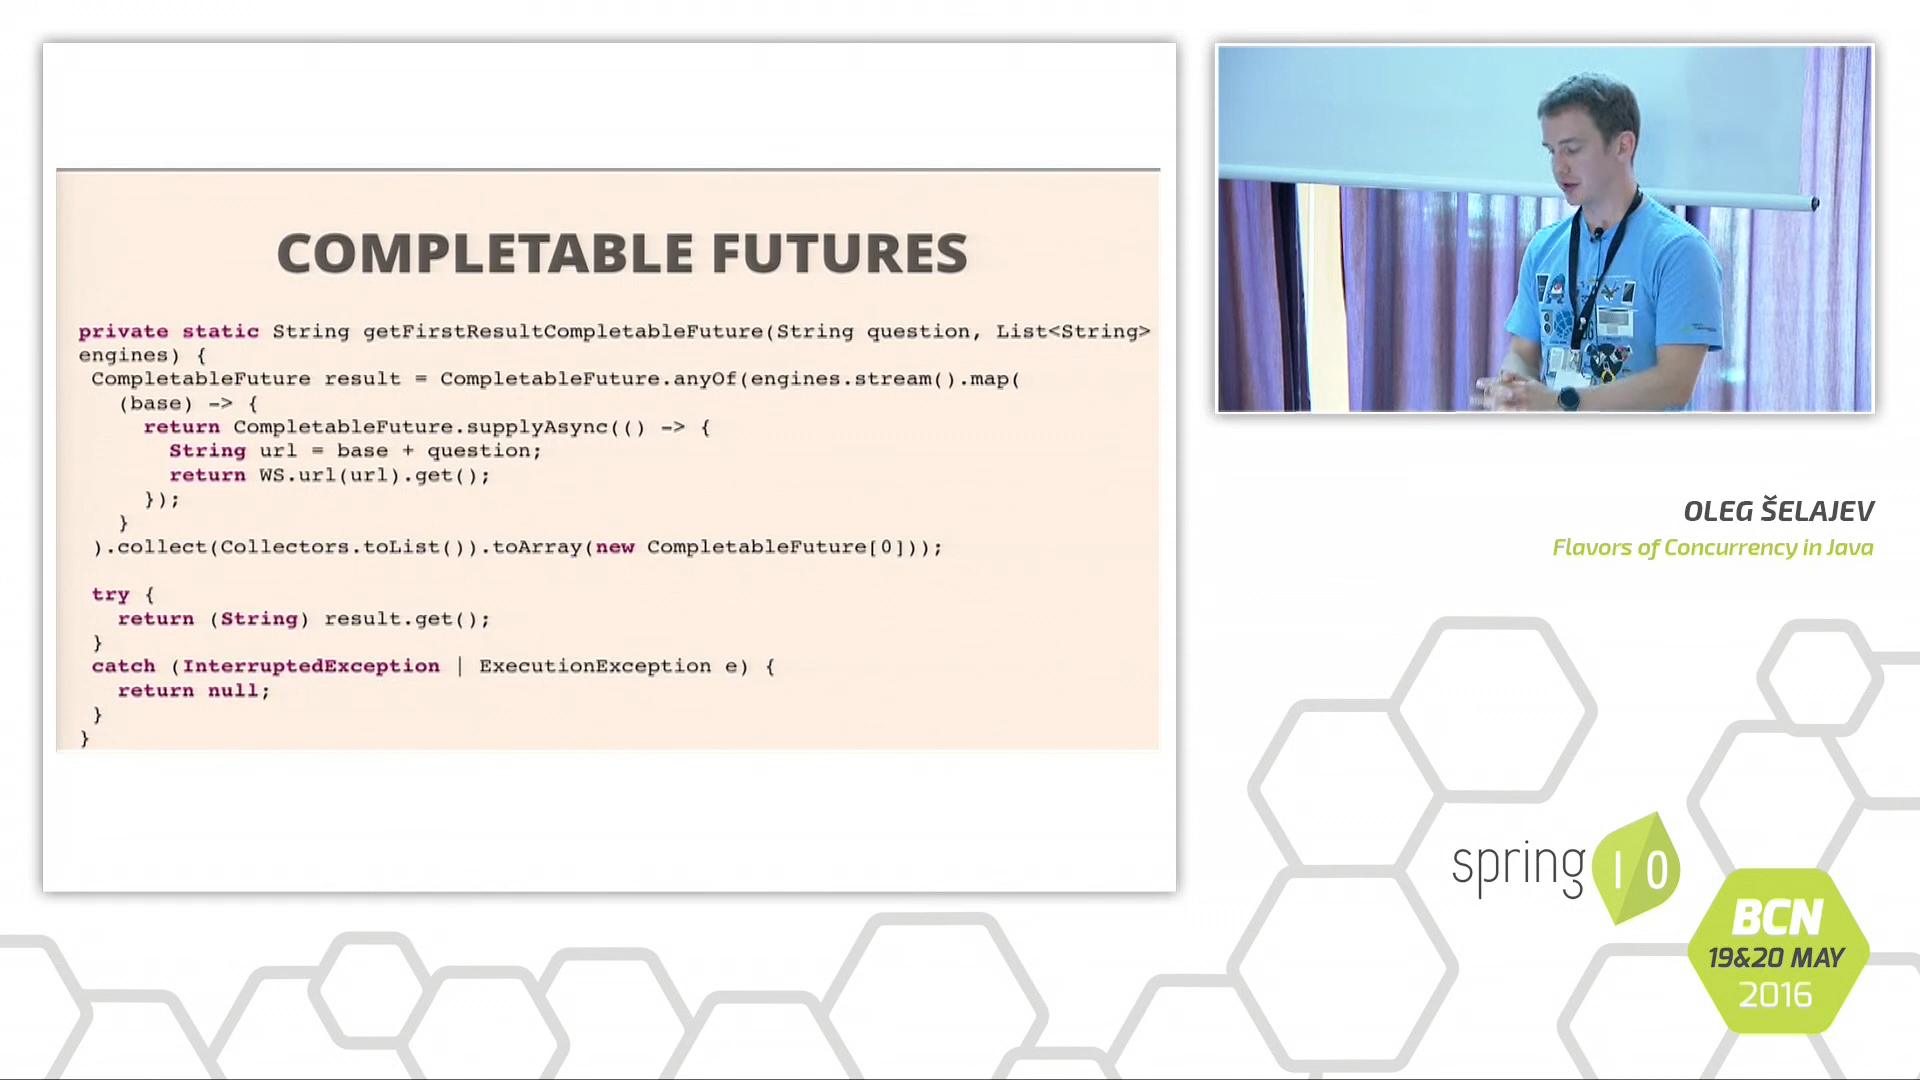 COMPLETABLE FUTURES
private static String getFirstResultCompletableFuture(String question, List<String>
engines) {
CompletableFuture result = CompletableFuture.anyOf(engines.stream().map(
(base) -> {
return CompletableFuture.supplyAsync(() -> {
String url = base + question;
return WS.url(url).get();
});
}
).collect(Collectors.toList()).toArray(new CompletableFuture[0]));
try {
return (String) result.get();
}
catch (InterruptedException | ExecutionException e) {
return null;
}
}
OLEG ŠELAJEV
Flavors of Concurrency in Java
spring I O
BCN
19&20 MAY
2016